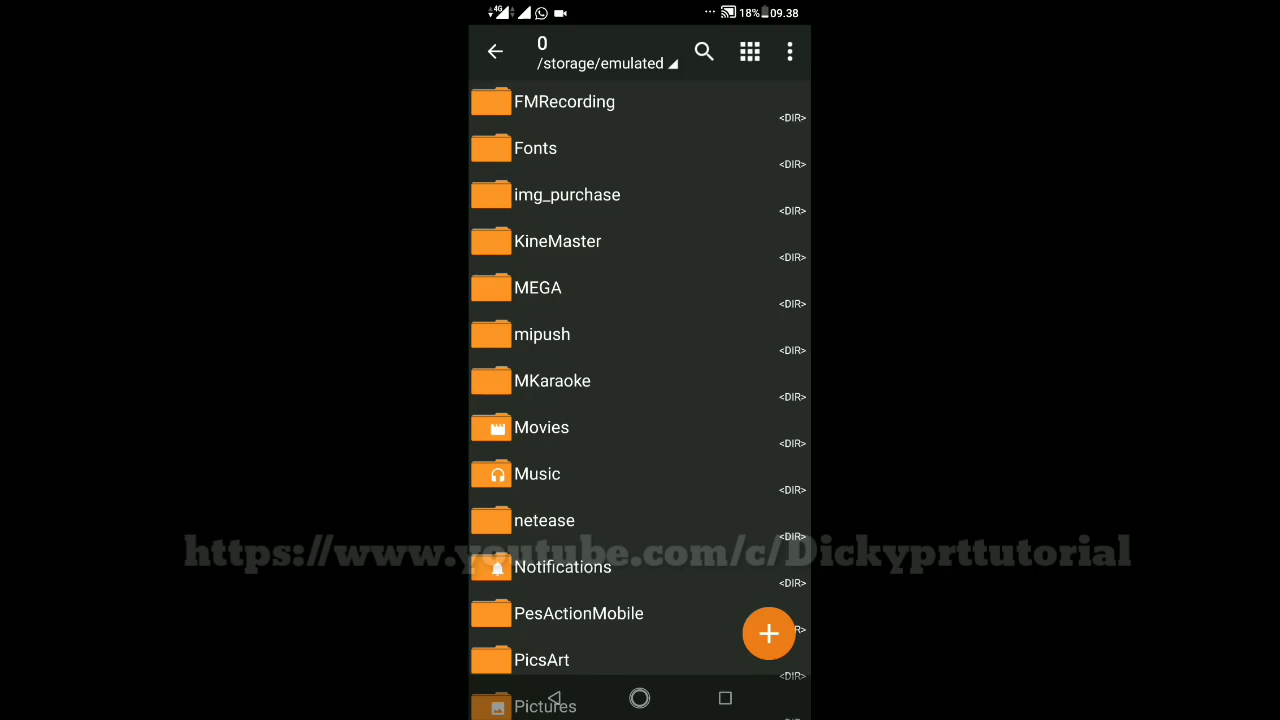 4G 18% 09.38
0
/storage/emulated
FMRecording
<DIR>
Fonts
<DIR>
img_purchase
<DIR>
KineMaster
<DIR>
MEGA
<DIR>
mipush
<DIR>
MKaraoke
<DIR>
Movies
<DIR>
Music
<DIR>
netease
<DIR>
https://www.youtube.com/c/Dickyprttutorial
Notifications
<DIR>
PesActionMobile
R>
PicsArt
<DIR>
Pictures